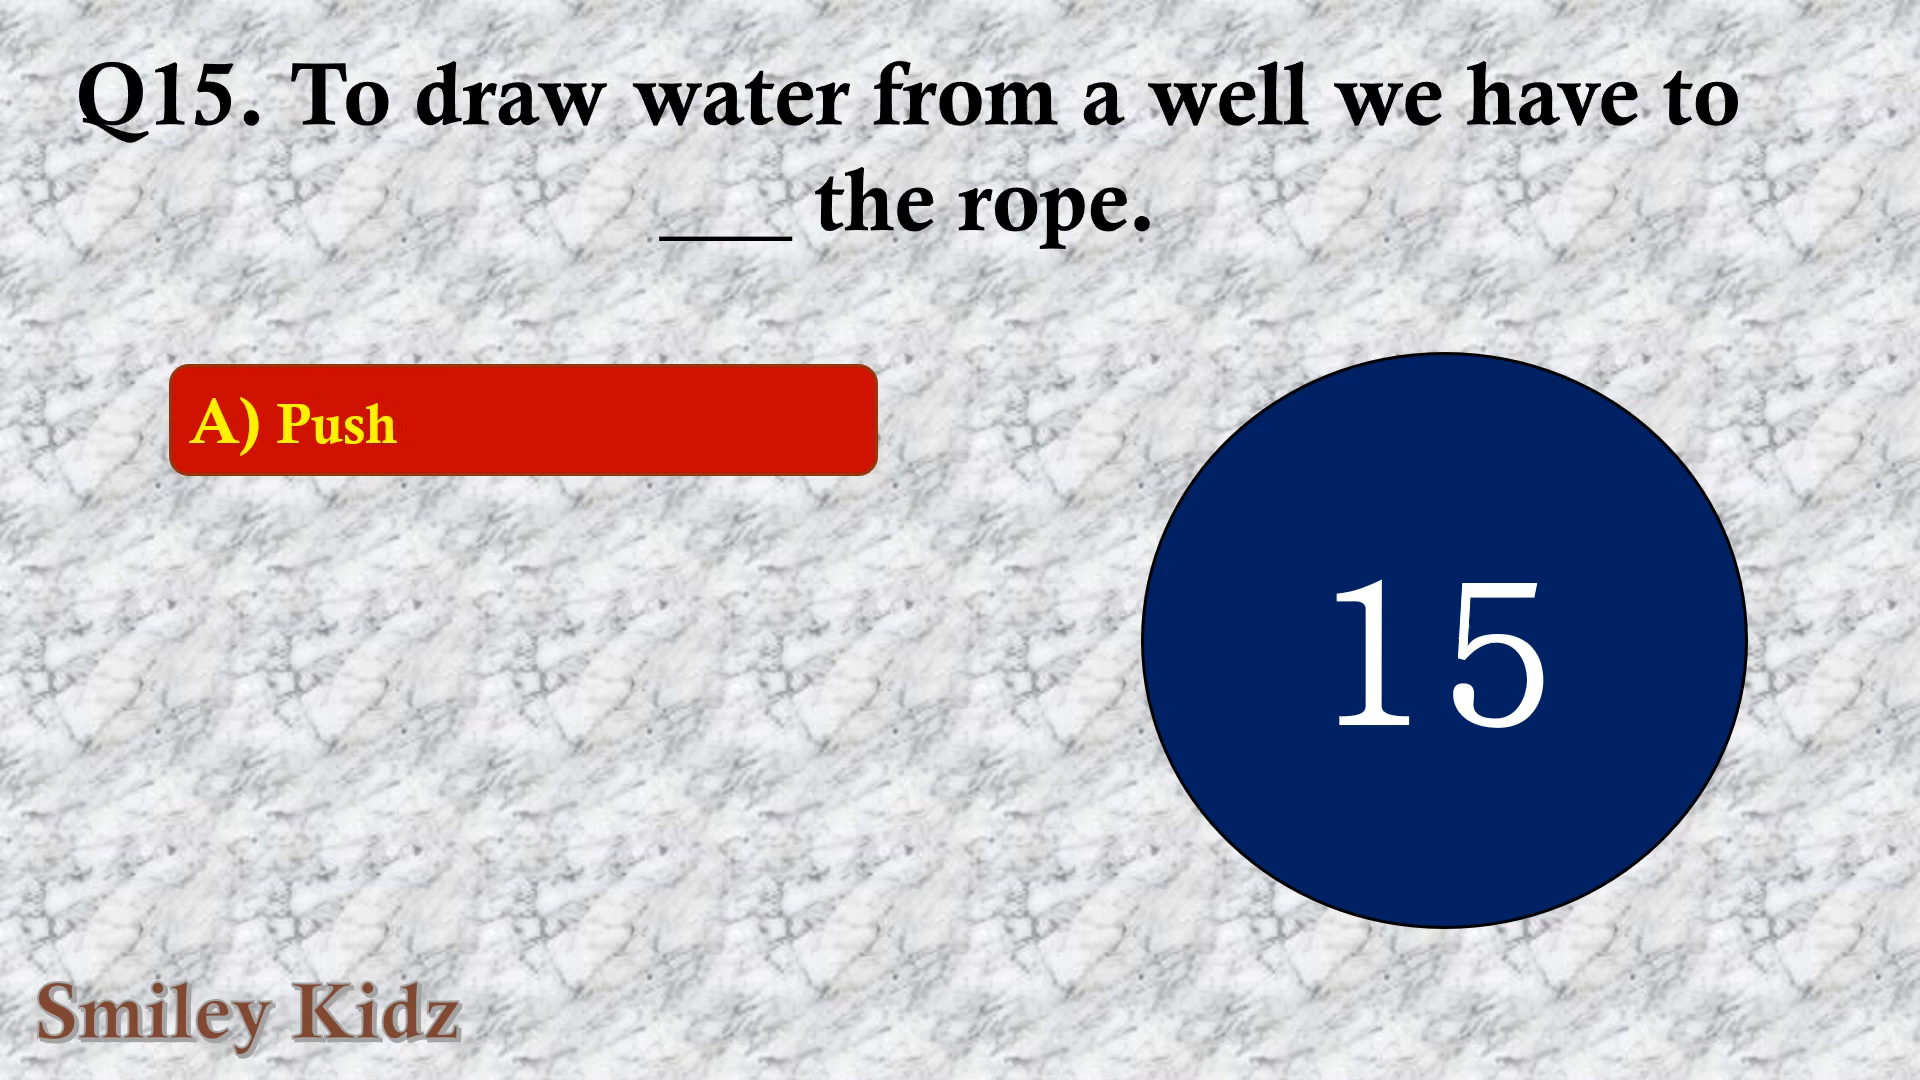 Q15. To draw water from a well we have to
___ the rope.
A) Push
15
Smiley Kidz